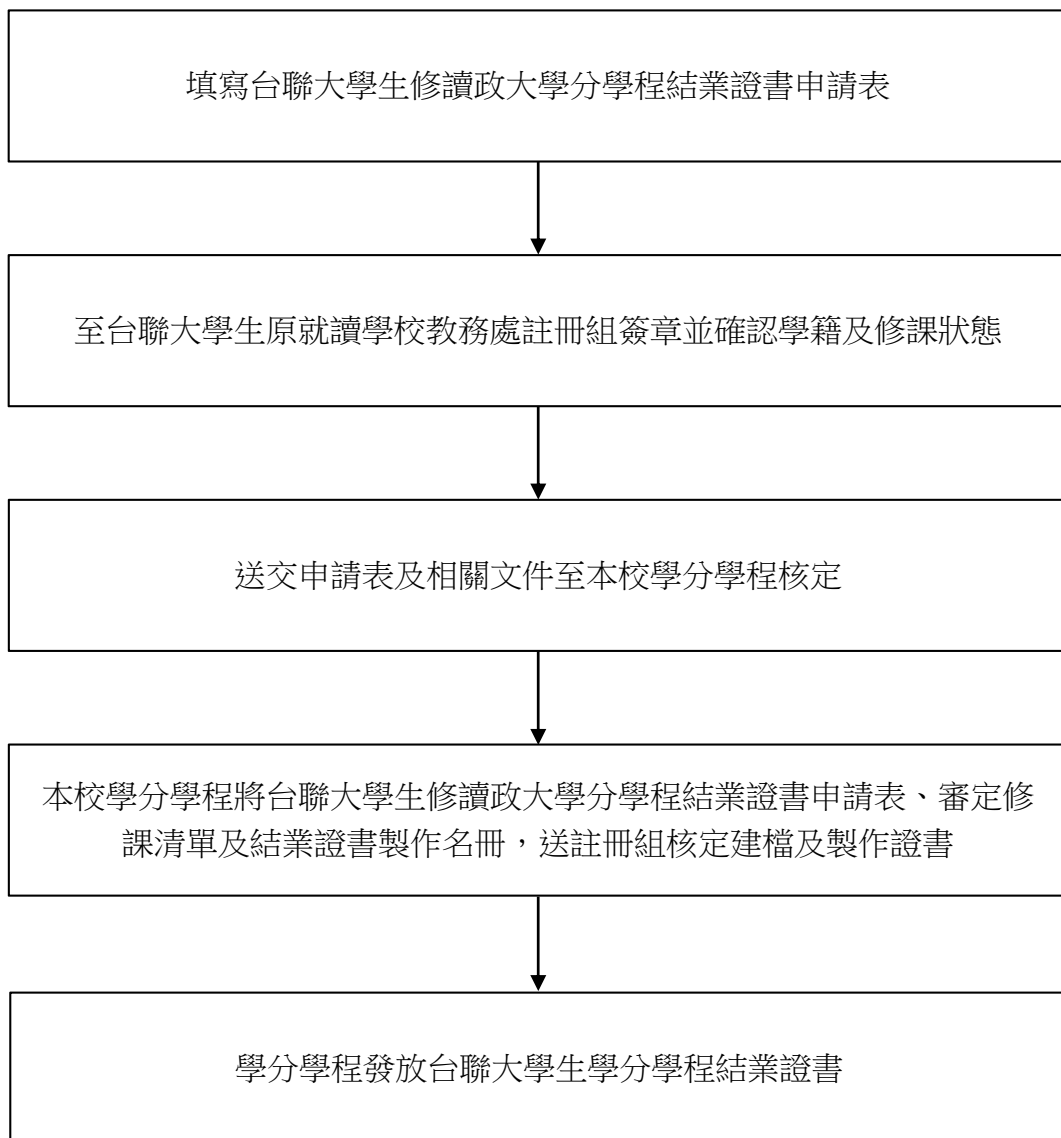 填寫台聯大學生修讀政大學分學程結業證書申請表
至台聯大學生原就讀學校教務處註冊組簽章並確認學籍及修課狀態
送交申請表及相關文件至本校學分學程核定
本校學分學程將台聯大學生修讀政大學分學程結業證書申請表、審定修
課清單及結業證書製作名冊，送註冊組核定建檔及製作證書
學分學程發放台聯大學生學分學程結業證書